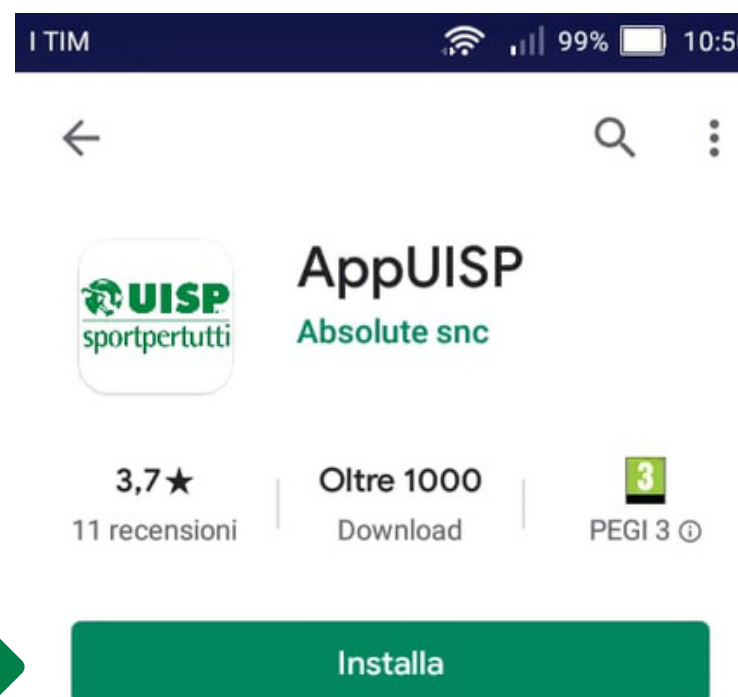 I TIM 99% 10:50
AppUISP
UISP
sportpertutti
Absolute snc
3,7★
11 recensioni
Oltre 1000
Download
3
PEGI 3
Installa